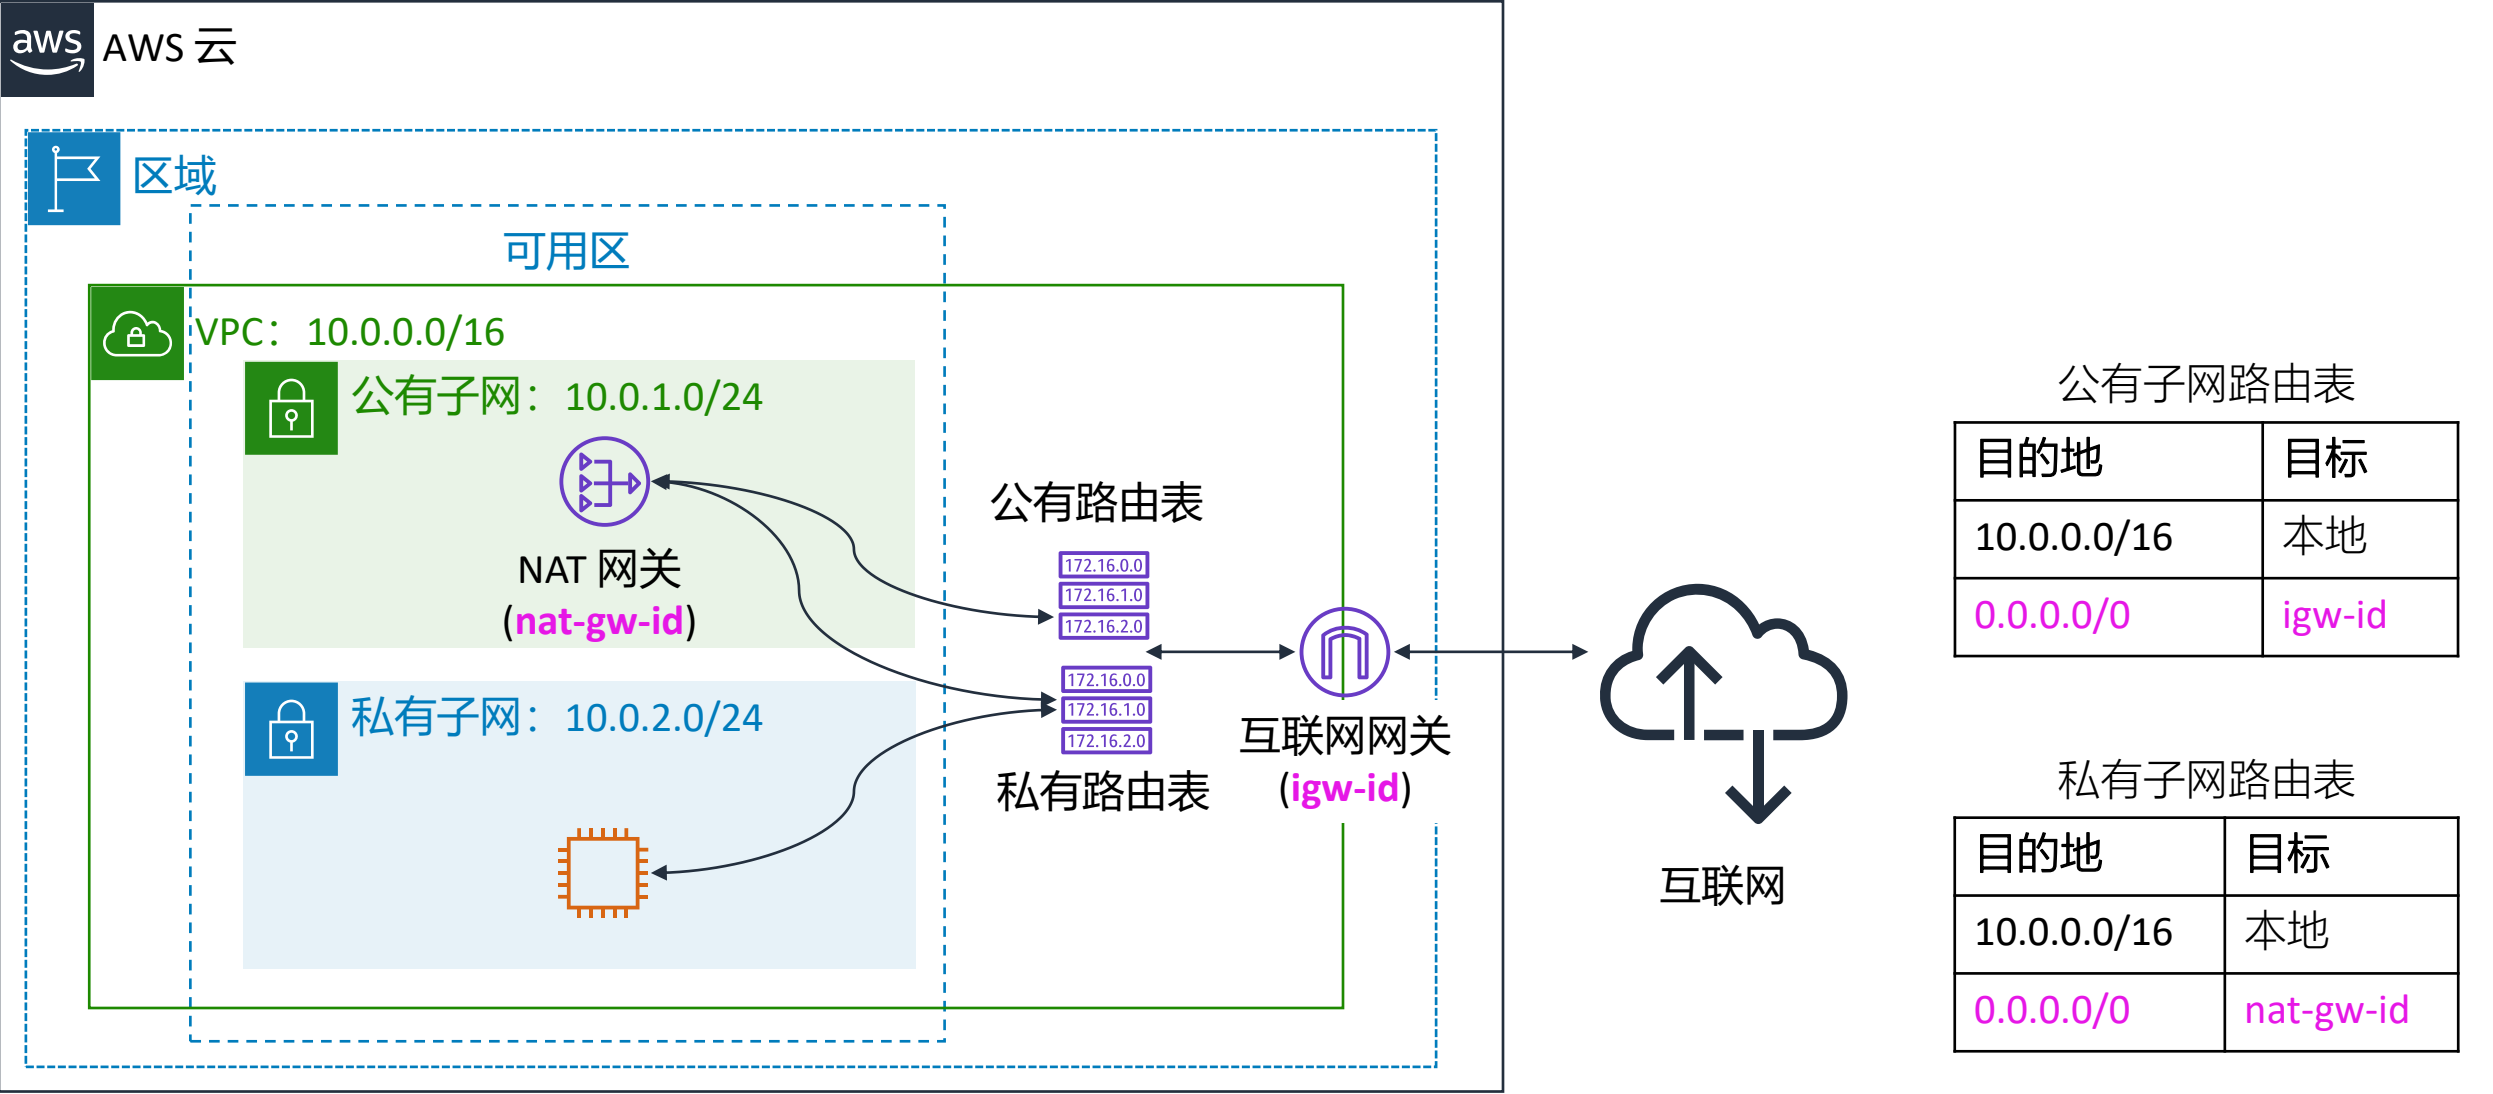 aws
AWS 云
区域
可用区
VPC： 10.0.0.0/16
公有子网： 10.0.1.0/24
NAT 网关
(nat-gw-id)
私有子网： 10.0.2.0/24
公有路由表
172.16.0.0
172.16.1.0
172.16.2.0
172.16.0.0
172.16.1.0
172.16.2.0
私有路由表
互联网网关
(igw-id)
互联网
公有子网路由表
目的地 目标
10.0.0.0/16 本地
0.0.0.0/0 igw-id
私有子网路由表
目的地 目标
10.0.0.0/16 本地
0.0.0.0/0 nat-gw-id